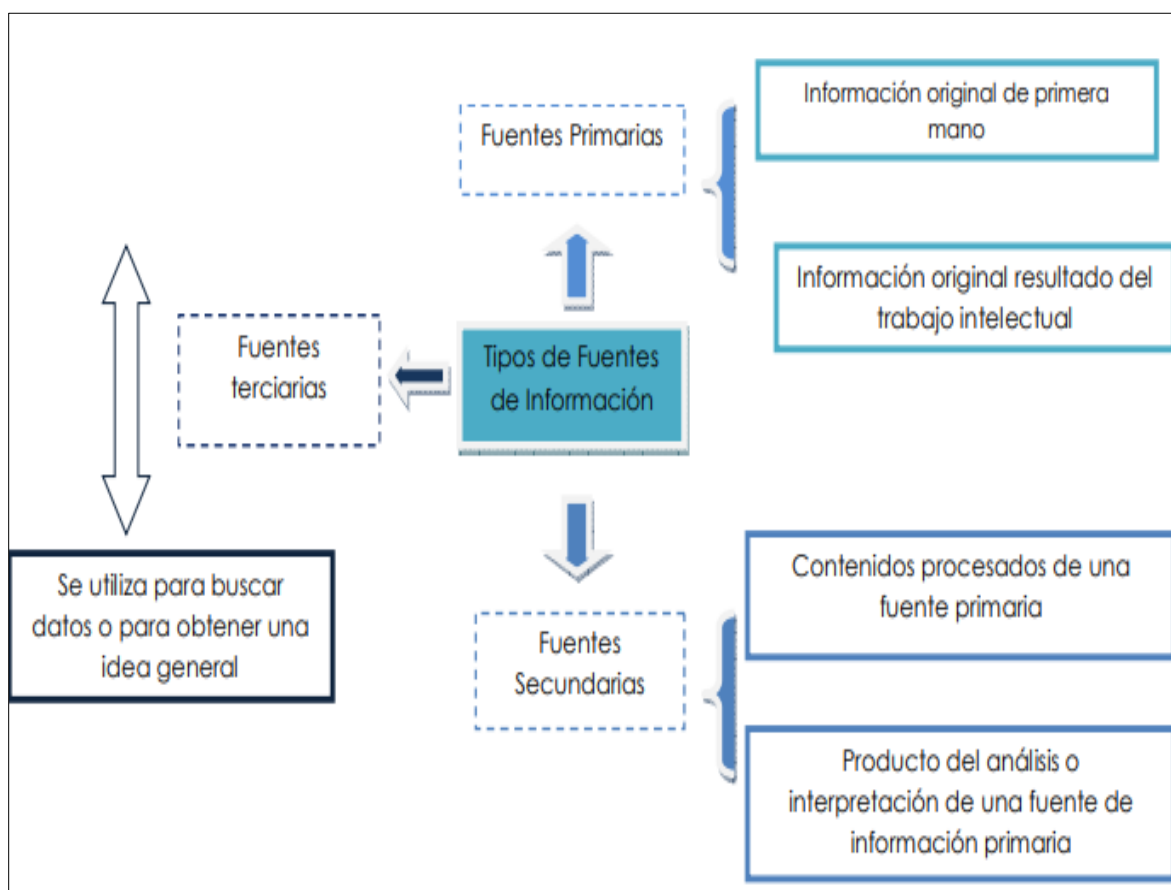 Información original de primera
mano
Fuentes Primarias
Información original resultado del
trabajo intelectual
Fuentes
terciarias
Tipos de Fuentes
de Información
Se utiliza para buscar
datos o para obtener una
idea general
Fuentes
Secundarias
Contenidos procesados de una
fuente primaria
Producto del análisis o
interpretación de una fuente de
información primaria